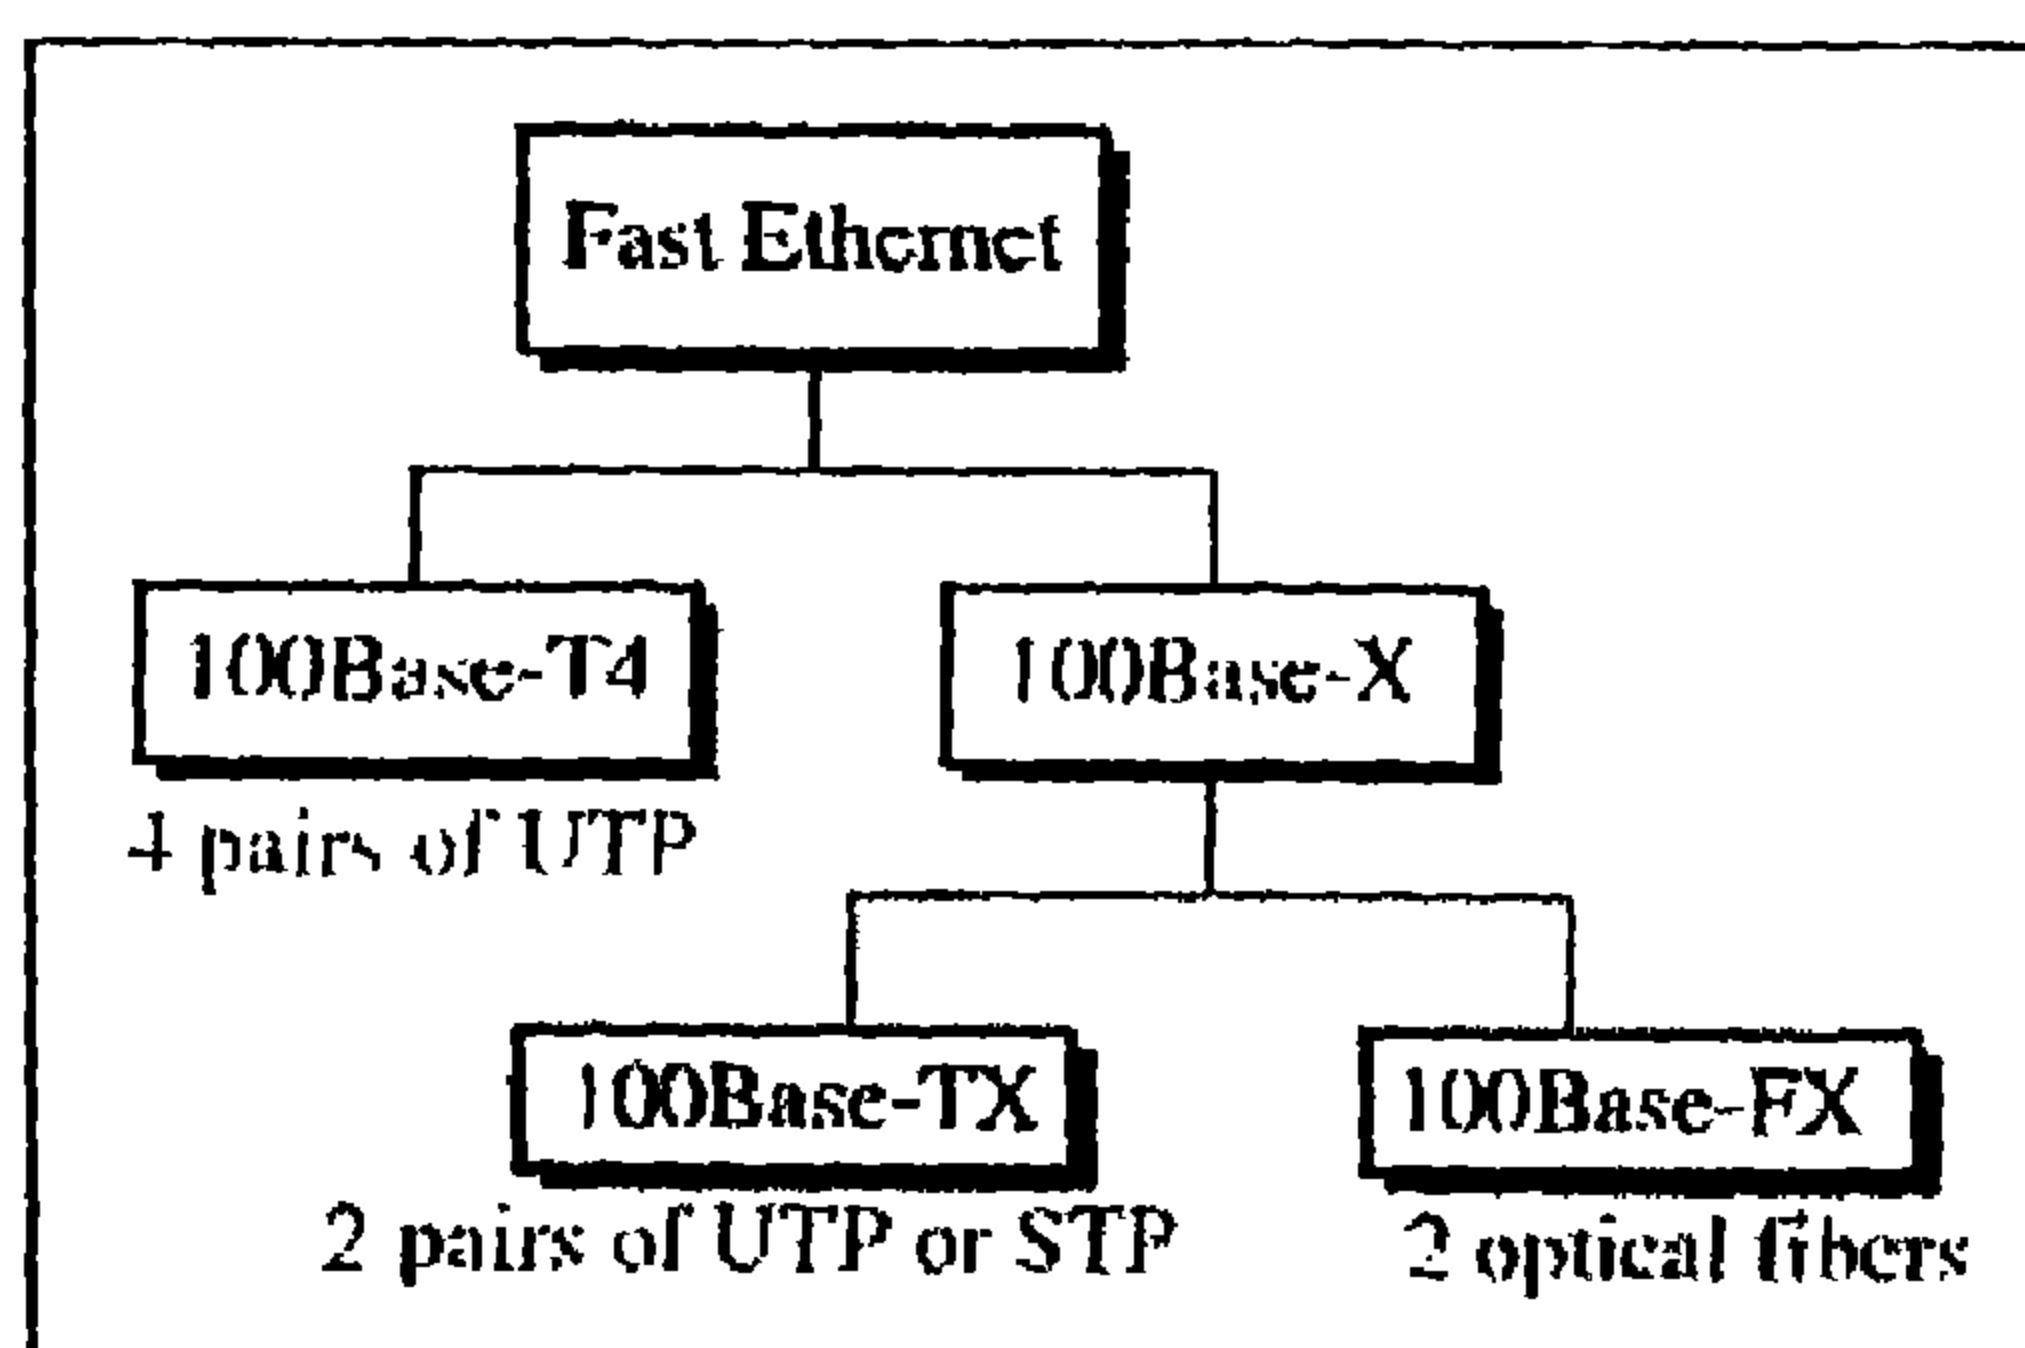 Fast Ethernet
100Base-T4
100Base-X
4 pairs of UTP
100Base-TX
100Base-FX
2 pairs of UTP or STP
2 optical fibers